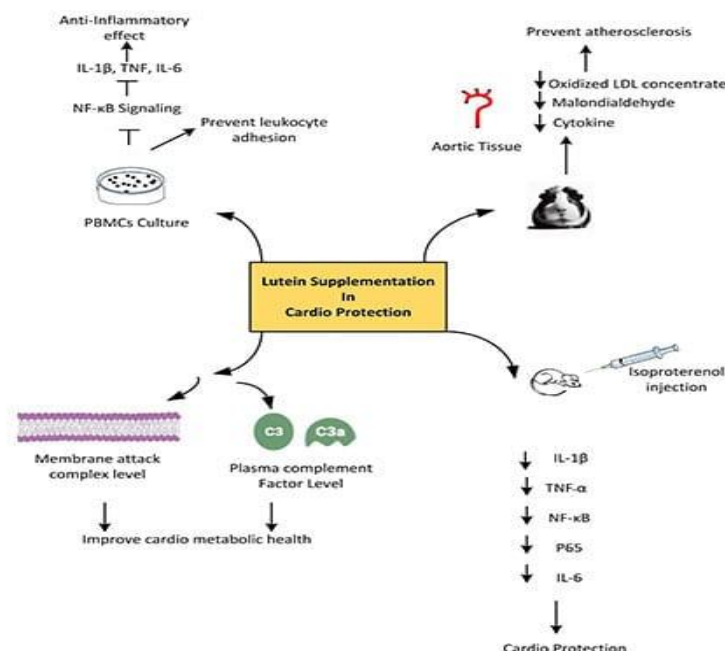 Anti-Inflammatory
effect
IL-1β, TNF, IL-6
NF-κB Signaling
Prevent leukocyte
adhesion
PBMCs Culture
Prevent atherosclerosis
Oxidized LDL concentrate
Malondialdehyde
Cytokine
Aortic Tissue
Lutein Supplementation
In
Cardio Protection
Isoproterenol
injection
C3
C3a
Membrane attack
complex level
Plasma complement
Factor Level
Improve cardio metabolic health
IL-1β
TNF-α
NF-κB
P65
IL-6
Cardio Protection